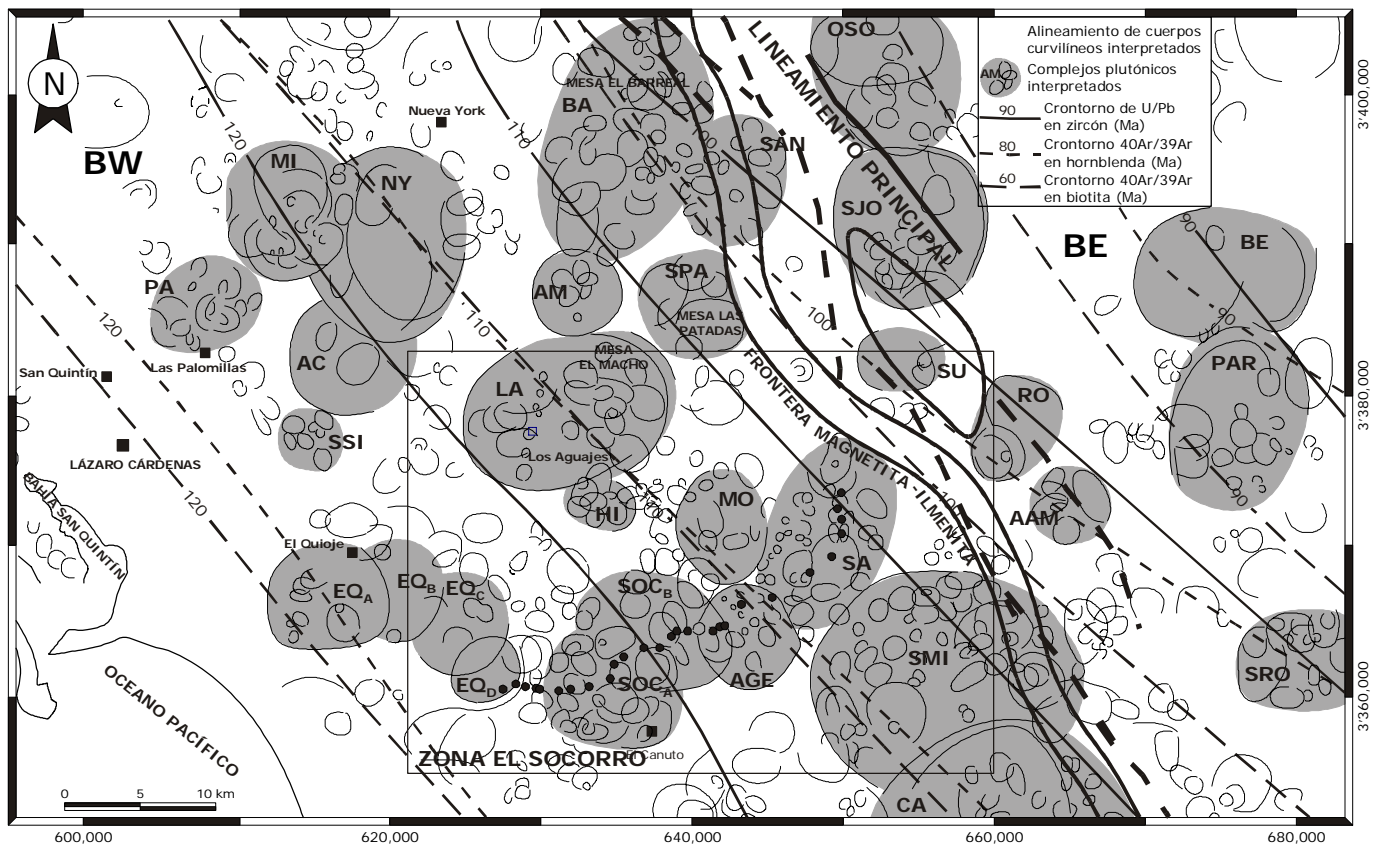 N
BW
BE
OSO
LINEAMIENTO PRINCIPAL
Alineamiento de cuerpos
curvilíneos interpretados
AM
Complejos plutónicos
interpretados
90
Crontorno de U/Pb
en zircón (Ma)
80
Crontorno 40Ar/39Ar
en hornblenda (Ma)
60
Crontorno 40Ar/39Ar
en biotita (Ma)
3'400,000
3'380,000
3'360,000
MESA EL BARREAL
BA
Nueva York
120
110
100
MI
NY
SAN
SJO
90
BE
PA
AM
SPA
MESA LAS
PATADAS
120
110
100
90
Las Palomillas
San Quintín
AC
MESA
EL MACHO
LA
FRONTERA MAGNETITA - ILMENITA
SU
RO
PAR
SSI
LÁZARO CÁRDENAS
Los Aguajes
120
BAHÍA SAN QUINTÍN
HI
110
MO
100
AAM
90
El Quioje
EQA
EQB
EQC
SOCB
SA
SMI
SRO
EQD
SOCA
AGE
OCEANO PACÍFICO
ZONA EL SOCORRO
El Canuto
CA
0
5
10 km
600,000
620,000
640,000
660,000
680,000